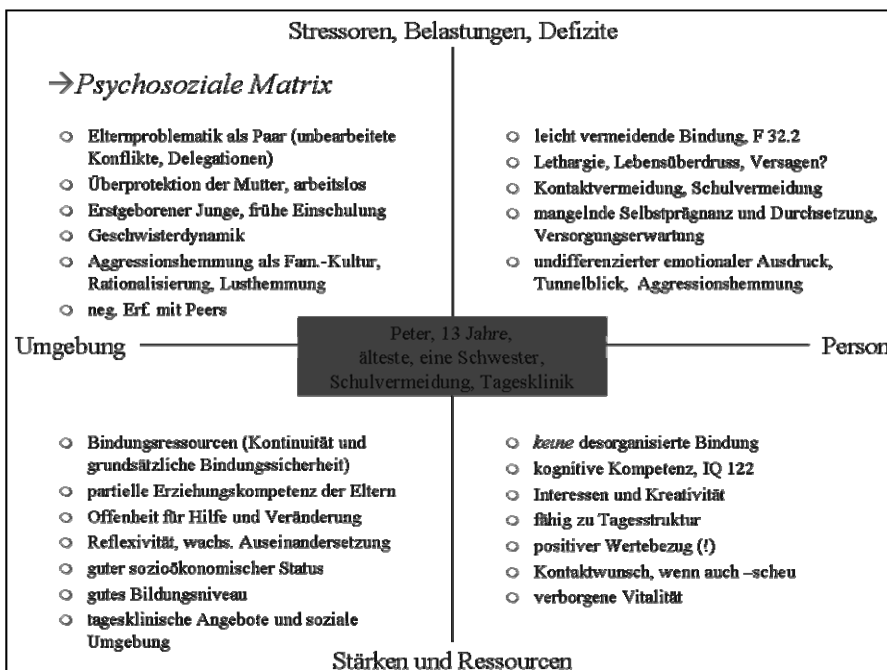 Stressoren, Belastungen, Defizite
→Psychosoziale Matrix
Elternproblematik als Paar (unbearbeitete
Konflikte, Delegationen)
Überprotektion der Mutter, arbeitslos
Erstgeborener Junge, frühe Einschulung
Geschwisterdynamik
Aggressionshemmung als Fam.-Kultur,
Rationalisierung, Lusthemmung
neg. Erf. mit Peers
leicht vermeidende Bindung, F 32.2
Lethargie, Lebensüberdruss, Versagen?
Kontaktvermeidung, Schulvermeidung
mangelnde Selbstprägnanz und Durchsetzung,
Versorgungserwartung
undifferenzierter emotionaler Ausdruck,
Tunnelblick, Aggressionshemmung
Umgebung
Peter, 13 Jahre,
älteste, eine Schwester,
Schulvermeidung, Tagesklinik
Person
Bindungsressourcen (Kontinuität und
grundsätzliche Bindungssicherheit)
partielle Erziehungskompetenz der Eltern
Offenheit für Hilfe und Veränderung
Reflexivität, wachs. Auseinandersetzung
guter sozioökonomischer Status
gutes Bildungsniveau
tagesklinische Angebote und soziale
Umgebung
keine desorganisierte Bindung
kognitive Kompetenz, IQ 122
Interessen und Kreativität
fähig zu Tagesstruktur
positiver Wertebezug (!)
Kontaktwunsch, wenn auch –scheu
verborgene Vitalität
Stärken und Ressourcen